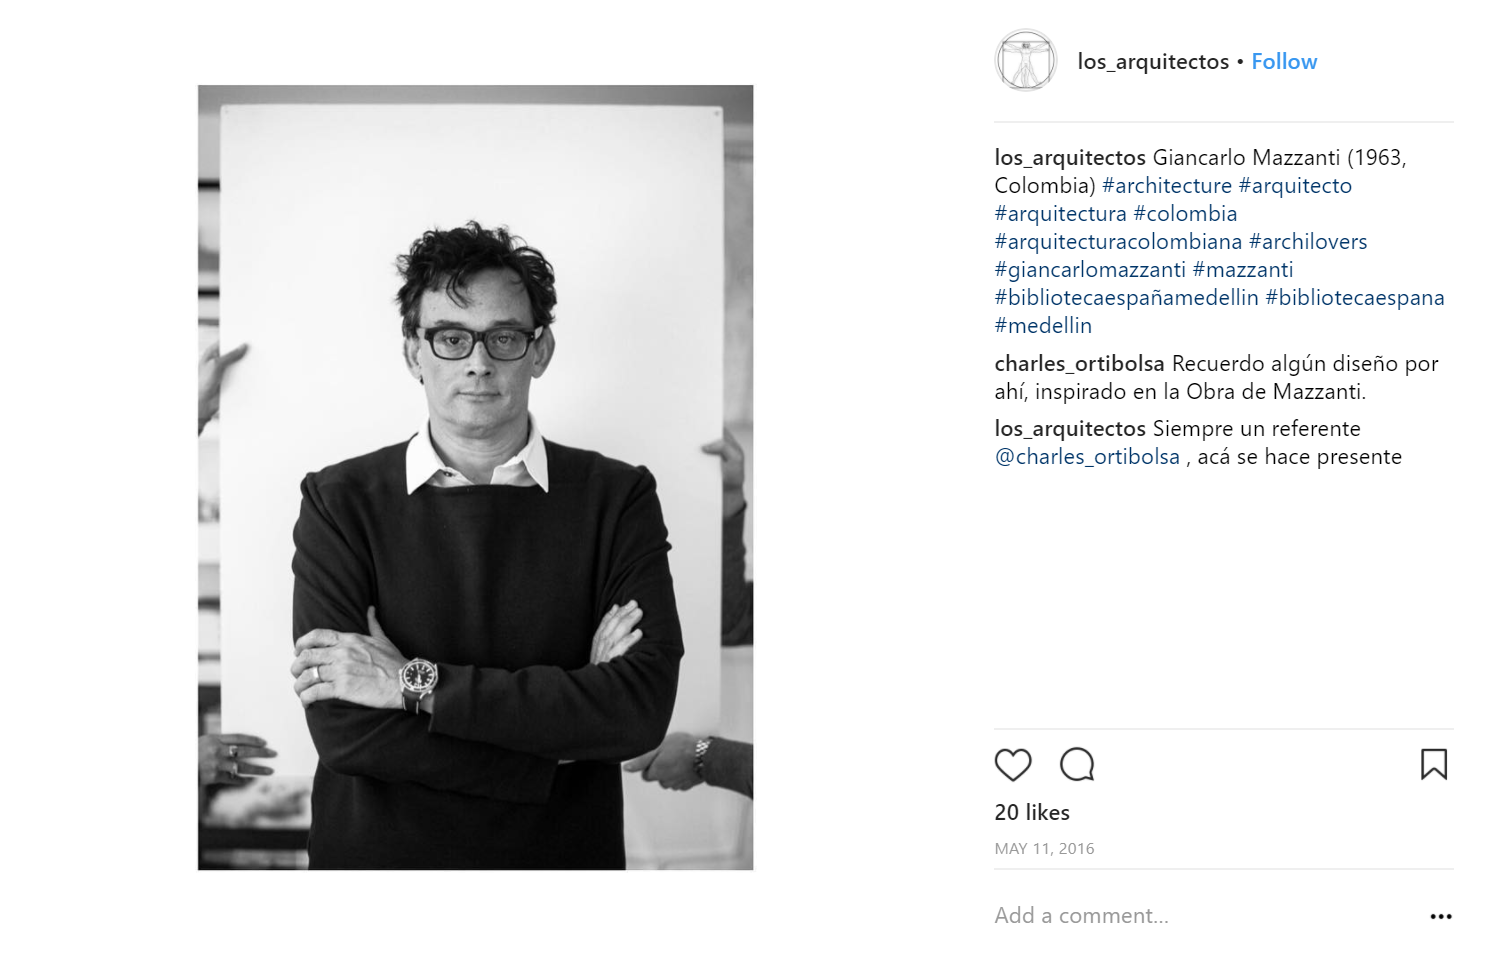 los_arquitectos • Follow
los_arquitectos Giancarlo Mazzanti (1963,
Colombia) #architecture #arquitecto
#arquitectura #colombia
#arquitecturacolombiana #archilovers
#giancarlomazzanti #mazzanti
#bibliotecaespañamedellin #bibliotecaespana
#medellin
charles_ortibolsa Recuerdo algún diseño por
ahí, inspirado en la Obra de Mazzanti.
los_arquitectos Siempre un referente
@charles_ortibolsa , acá se hace presente
20 likes
MAY 11, 2016
Add a comment...